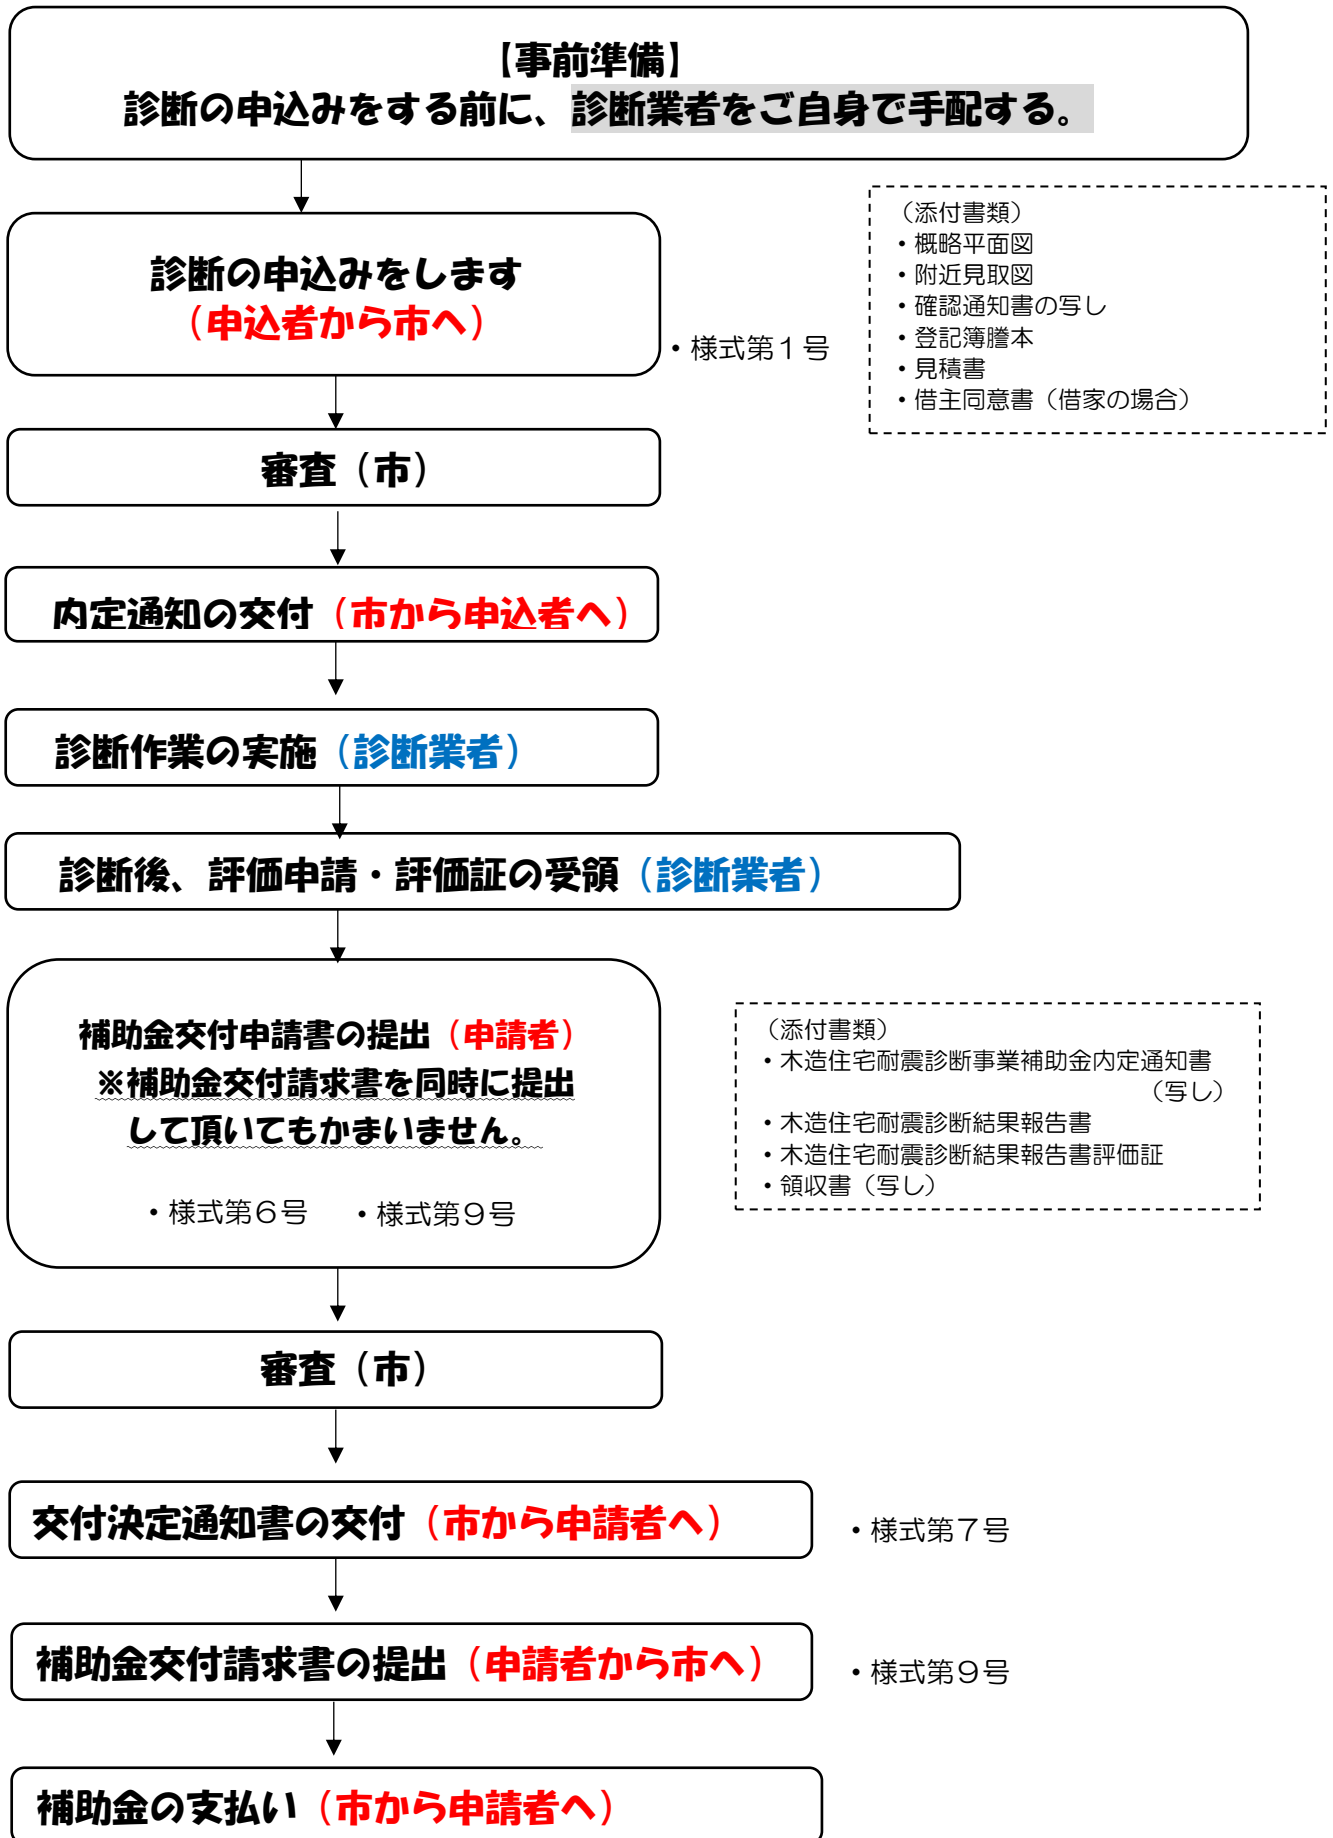 【事前準備】
診断の申込みをする前に、診断業者をご自身で手配する。
診断の申込みをします
（申込者から市へ）
・様式第１号
（添付書類）
・概略平面図
・附近見取図
・確認通知書の写し
・登記簿謄本
・見積書
・借主同意書（借家の場合）
審査（市）
内定通知の交付（市から申込者へ）
診断作業の実施（診断業者）
診断後、評価申請・評価証の受領（診断業者）
補助金交付申請書の提出（申請者）
※補助金交付請求書を同時に提出
して頂いてもかまいません。
・様式第６号　・様式第９号
（添付書類）
・木造住宅耐震診断事業補助金内定通知書
（写し）
・木造住宅耐震診断結果報告書
・木造住宅耐震診断結果報告書評価証
・領収書（写し）
審査（市）
交付決定通知書の交付（市から申請者へ）
・様式第７号
補助金交付請求書の提出（申請者から市へ）
・様式第９号
補助金の支払い（市から申請者へ）